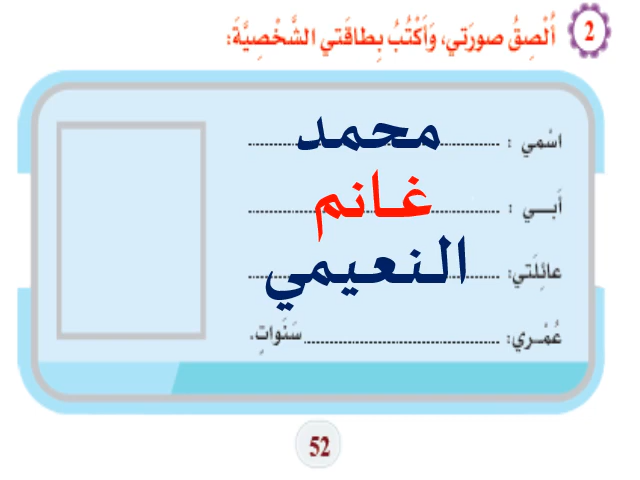 2 أُلْصِقُ صورَتي، وَأَكْتُبُ بِطاقَتي الشَّخْصِيَّةَ:
اسْمي : محمد
أَبــي : غانم
عائِلَتي: النعيمي
عُمْـري: سَنَواتٍ.
52